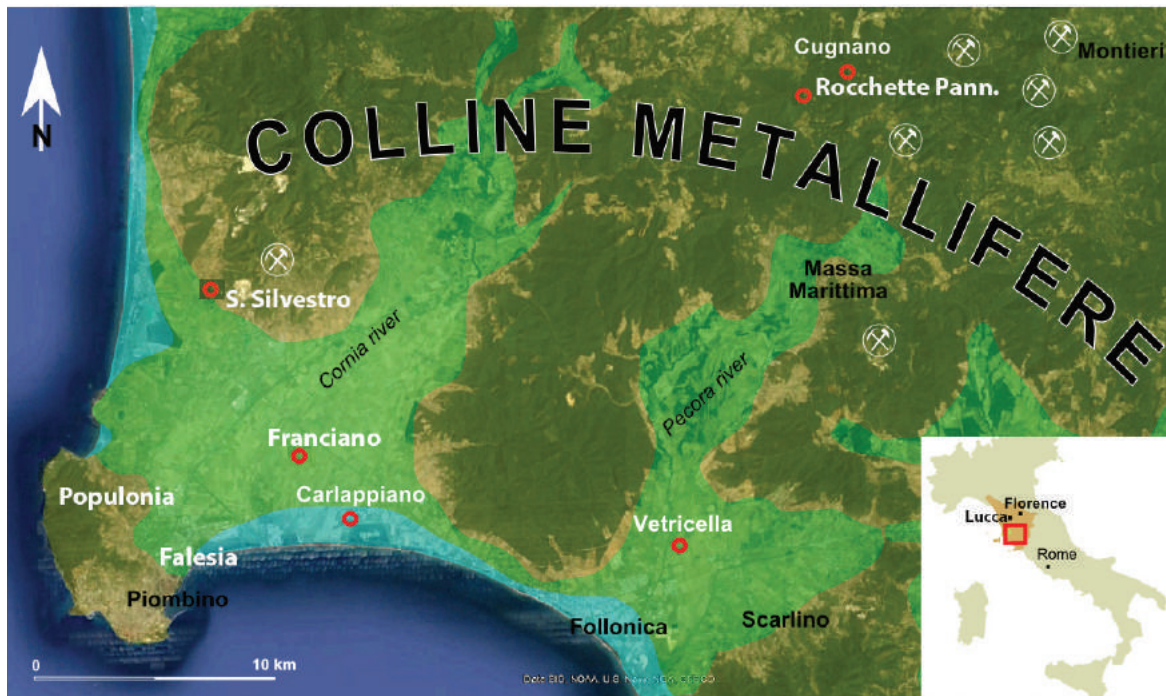 Cugnano
Montieri
Rocchette Pann.
N
COLLINE METALLIFERE
Massa
Marittima
S. Silvestro
Cornia river
Pecora river
Franciano
Populonia
Carlappiano
Vetricella
Falesia
Piombino
Follonica
Scarlino
0 10 km
Florence
Lucca
Rome